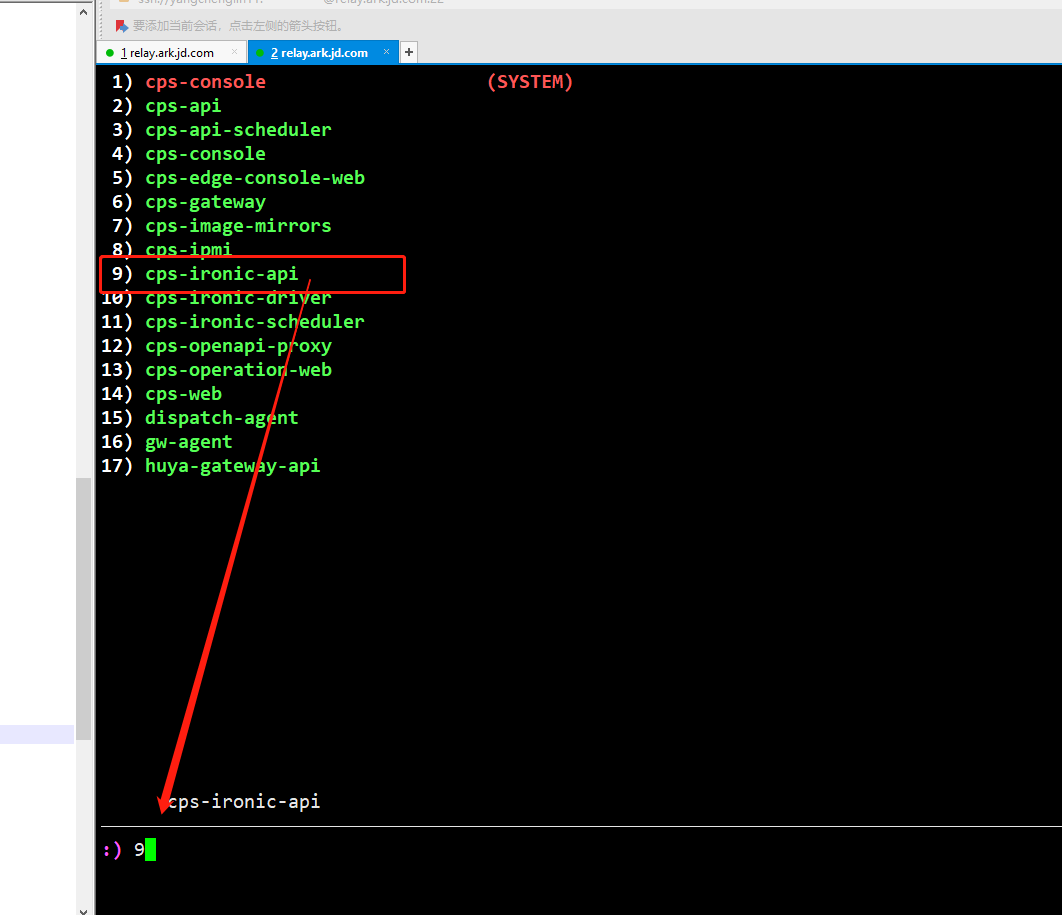 @relay.ark.jd.com:22
要添加当前会话，点击左侧的箭头按钮。
1 relay.ark.jd.com × 2 relay.ark.jd.com × +
1) cps-console (SYSTEM)
2) cps-api
3) cps-api-scheduler
4) cps-console
5) cps-edge-console-web
6) cps-gateway
7) cps-image-mirrors
8) cps-ipmi
9) cps-ironic-api
10) cps-ironic-driver
11) cps-ironic-scheduler
12) cps-openapi-proxy
13) cps-operation-web
14) cps-web
15) dispatch-agent
16) gw-agent
17) huya-gateway-api
cps-ironic-api
:) 9